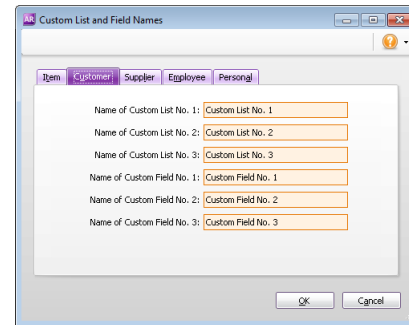 AR Custom List and Field Names
Item Customer Supplier Employee Personal
Name of Custom List No. 1: Custom List No. 1
Name of Custom List No. 2: Custom List No. 2
Name of Custom List No. 3: Custom List No. 3
Name of Custom Field No. 1: Custom Field No. 1
Name of Custom Field No. 2: Custom Field No. 2
Name of Custom Field No. 3: Custom Field No. 3
OK Cancel